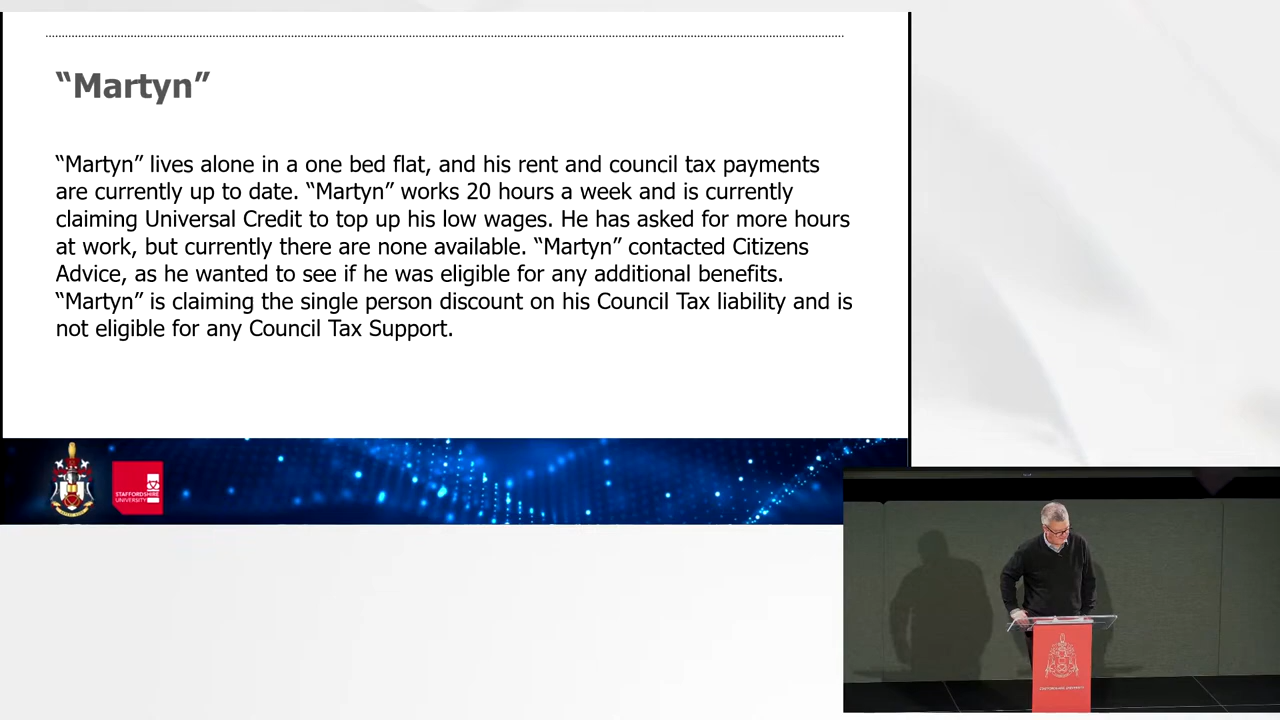 “Martyn”
“Martyn” lives alone in a one bed flat, and his rent and council tax payments
are currently up to date. “Martyn” works 20 hours a week and is currently
claiming Universal Credit to top up his low wages. He has asked for more hours
at work, but currently there are none available. “Martyn” contacted Citizens
Advice, as he wanted to see if he was eligible for any additional benefits.
“Martyn” is claiming the single person discount on his Council Tax liability and is
not eligible for any Council Tax Support.
STAFFORDSHIRE
UNIVERSITY
STAFFORDSHIRE UNIVERSITY